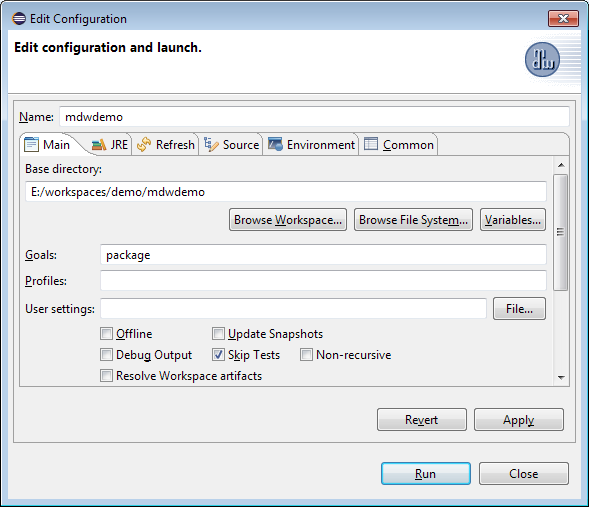 Edit Configuration
Edit configuration and launch.
Name: mdwdemo
Main JRE Refresh Source Environment Common
Base directory:
E:/workspaces/demo/mdwdemo
Browse Workspace... Browse File System... Variables...
Goals: package
Profiles:
User settings: File...
Offline Update Snapshots
Debug Output Skip Tests Non-recursive
Resolve Workspace artifacts
Revert Apply
Run Close